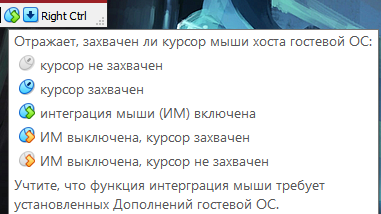 Right Ctrl
Отражает, захвачен ли курсор мыши хоста гостевой ОС:
курсор не захвачен
курсор захвачен
интеграция мыши (ИМ) включена
ИМ выключена, курсор захвачен
ИМ выключена, курсор не захвачен
Учтите, что функция интерграция мыши требует
установленных Дополнений гостевой ОС.